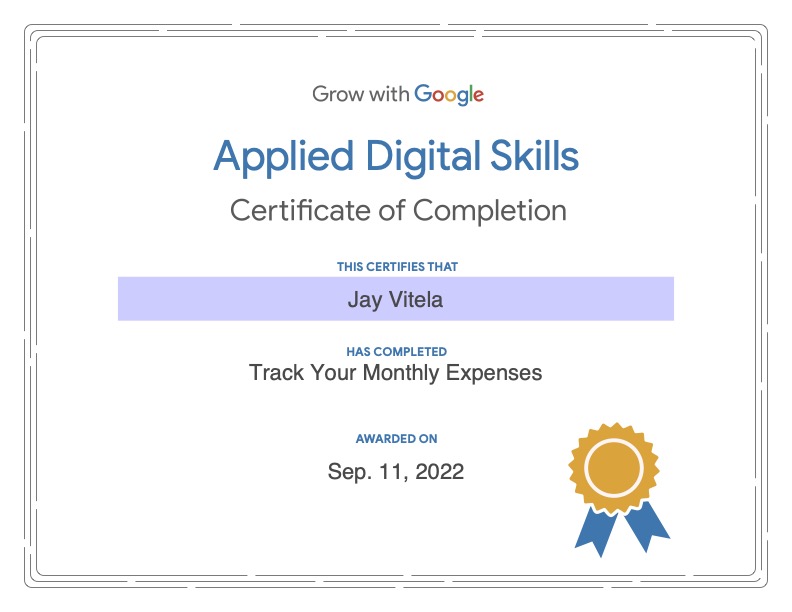 Grow with Google
Applied Digital Skills
Certificate of Completion
THIS CERTIFIES THAT
Jay Vitela
HAS COMPLETED
Track Your Monthly Expenses
AWARDED ON
Sep. 11, 2022